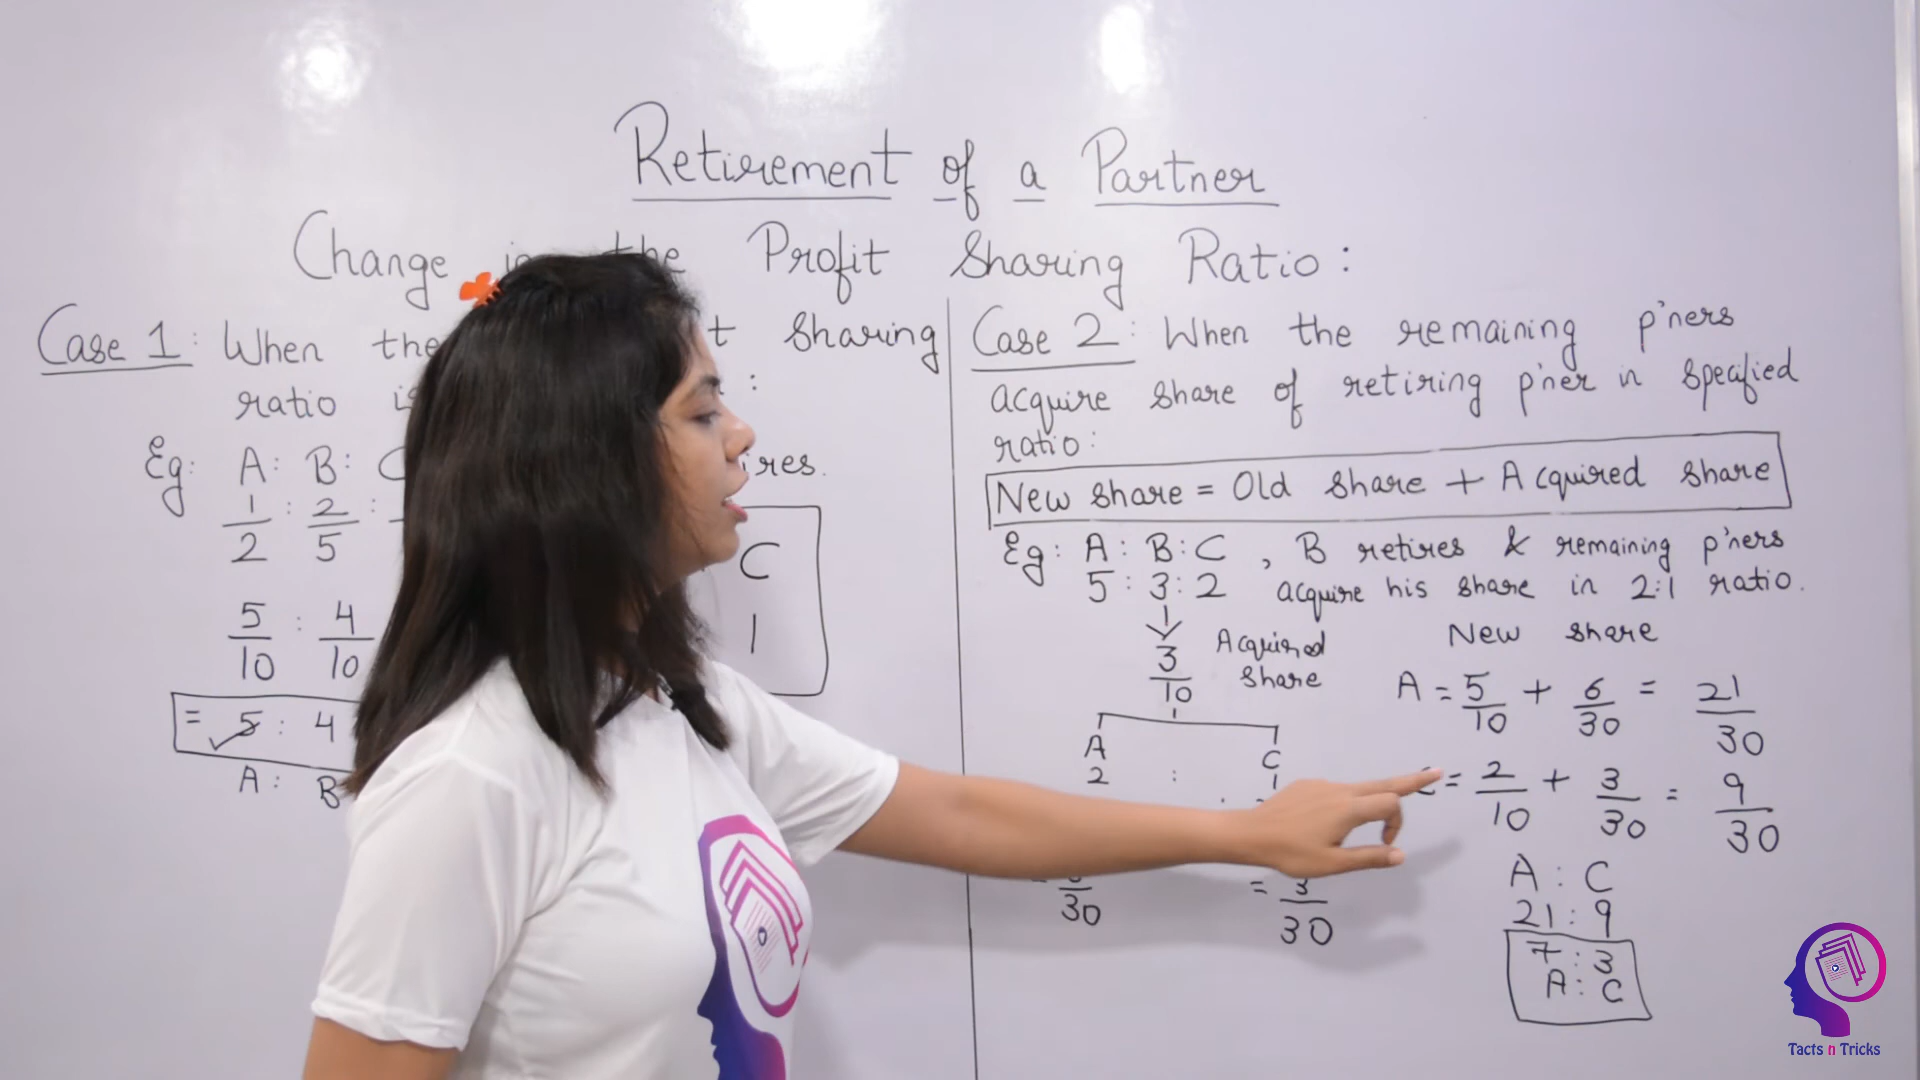 Retirement of a Partner
Change the Profit Sharing Ratio:
Case 1: When the sharing
ratio :
Eg: A: B: C
1/2 : 2/5 :
5/10 : 4/10
= 5 : 4
A: B
C
1
Case 2: When the remaining p'ners
acquire share of retiring p'ner in specified
ratio:
New share = Old share + Acquired share
Eg: A: B: C , B retires & remaining p'ners
5: 3: 2 acquire his share in 2:1 ratio.
3/10 Acquired share
A C
2 : 1
30
= 3/30
New share
A = 5/10 + 6/30 = 21/30
= 2/10 + 3/30 = 9/30
A : C
21 : 9
7 : 3
A : C
Tacts n Tricks